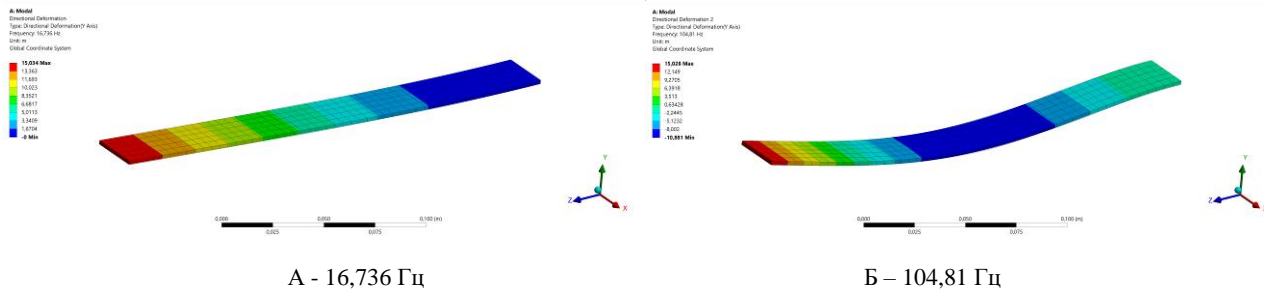 A: Modal
Directional Deformation
Type: Directional Deformation(Y Axis)
Frequency: 16,736 Hz
Unit: m
Global Coordinate System
15,034 Max
13,363
11,693
10,023
8,3521
6,6817
5,0113
3,3409
1,6704
-0 Min
Y
Z
X
0,000
0,050
0,100 (m)
0,025
0,075
A: Modal
Directional Deformation 2
Type: Directional Deformation(Y Axis)
Frequency: 104,81 Hz
Unit: m
Global Coordinate System
15,028 Max
12,149
9,2705
6,3918
3,513
0,63428
-2,2445
-5,1232
-8,002
-10,881 Min
Y
Z
0,000
0,050
0,100 (m)
0,025
0,075
А - 16,736 Гц
Б – 104,81 Гц